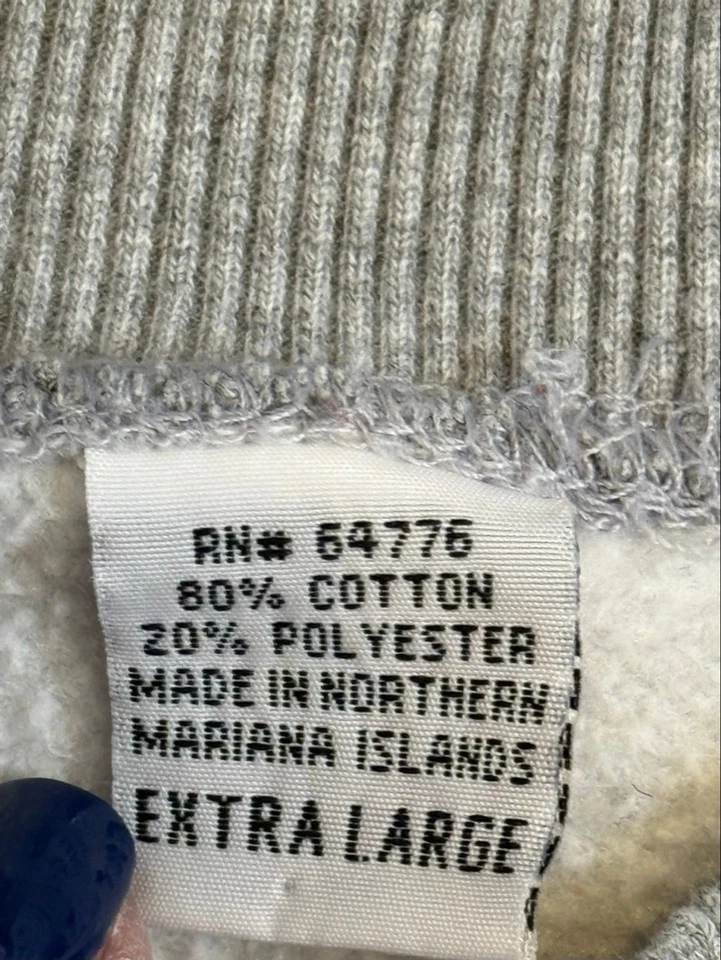 RN# 64776
80% COTTON
20% POLYESTER
MADE IN NORTHERN
MARIANA ISLANDS
EXTRA LARGE